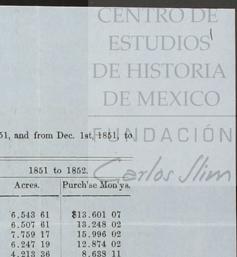 CENTRO DE
ESTUDIOS
DE HISTORIA
DE MEXICO
51, and from Dec. 1st, 1851, to
FUNDACIÓN
Carlos Slim
1851 to 1852.
Acres. Purch'se Mon'ys.
6.543 61 $13.601 07
6.507 61 13.248 02
7.759 17 15.996 02
6.247 19 12.874 02
4.213 36 8.638 11